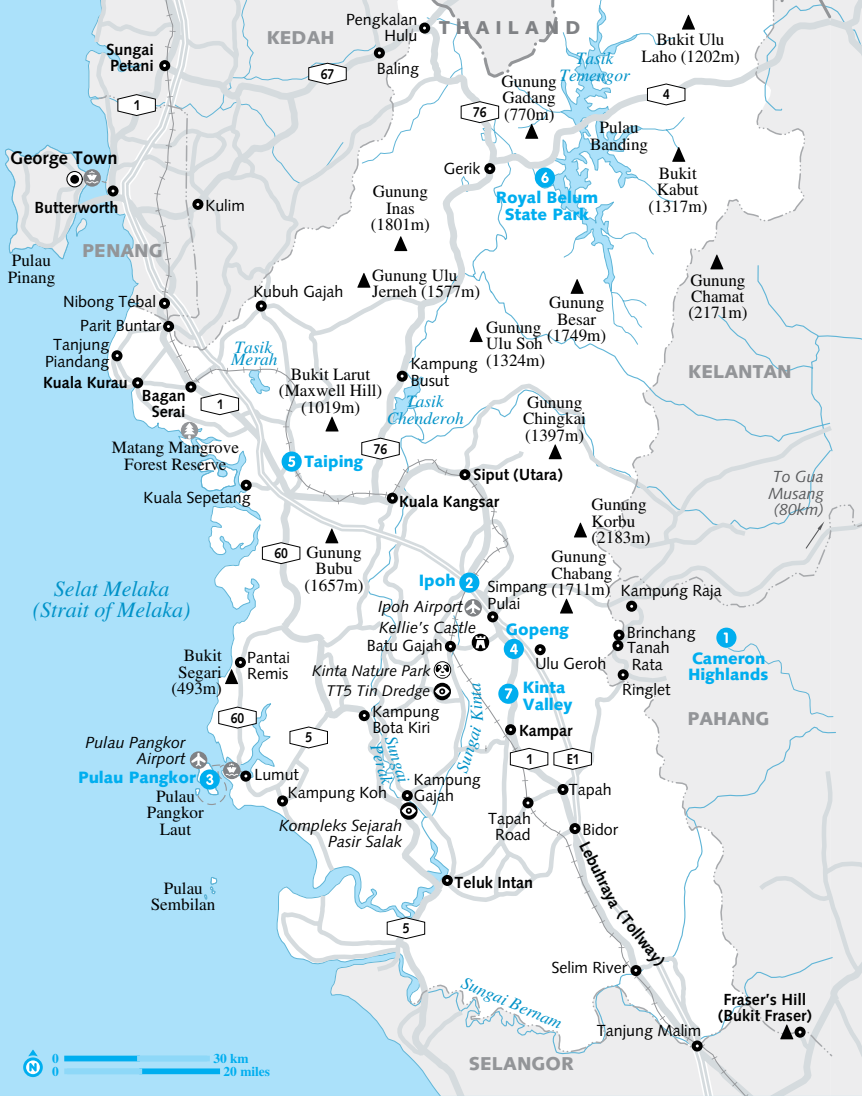 Pengkalan
Hulu
THAILAND
KEDAH
Bukit Ulu
Laho (1202m)
Sungai
Petani
Baling
Tasik
Temengor
67
Gunung
Gadang
(770m)
4
1
76
Pulau
Banding
George Town
Gerik
6
Royal Belum
State Park
Bukit
Kabut
(1317m)
Butterworth
Kulim
Gunung
Inas
(1801m)
PENANG
Pulau
Pinang
Gunung Ulu
Jerneh (1577m)
Gunung
Chamat
(2171m)
Kubuh Gajah
Nibong Tebal
Gunung
Besar
(1749m)
Parit Buntar
Gunung
Ulu Soh
(1324m)
Tanjung
Piandang
Tasik
Merah
Kampung
Busut
KELANTAN
Kuala Kurau
Bukit Larut
(Maxwell Hill)
(1019m)
Bagan
Serai
1
Tasik
Chenderoh
Gunung
Chingkai
(1397m)
Matang Mangrove
Forest Reserve
76
5
Taiping
Siput (Utara)
To Gua
Musang
(80km)
Kuala Sepetang
Kuala Kangsar
Gunung
Korbu
(2183m)
60
Gunung
Bubu
(1657m)
Gunung
Chabang
(1711m)
Ipoh
2
Simpang
Pulai
Kampung Raja
Selat Melaka
(Strait of Melaka)
Ipoh Airport
Kellie's Castle
Gopeng
4
Brinchang
Tanah
Rata
1
Cameron
Highlands
Batu Gajah
Ulu Geroh
Bukit
Segari
(493m)
Pantai
Remis
Kinta Nature Park
TT5 Tin Dredge
Ringlet
7
Kinta
Valley
Sungai Kinta
60
Kampung
Bota Kiri
PAHANG
5
Kampar
Sungai
Perak
Pulau Pangkor
Airport
1
E1
Pulau Pangkor
3
Lumut
Kampung
Gajah
Tapah
Pulau
Pangkor
Laut
Kampung Koh
Tapah
Road
Kompleks Sejarah
Pasir Salak
Bidor
Lebuhraya (Tollway)
Pulau
Sembilan
Teluk Intan
5
Selim River
Sungai Bernam
Fraser's Hill
(Bukit Fraser)
Tanjung Malim
SELANGOR
N
0
30 km
0
20 miles